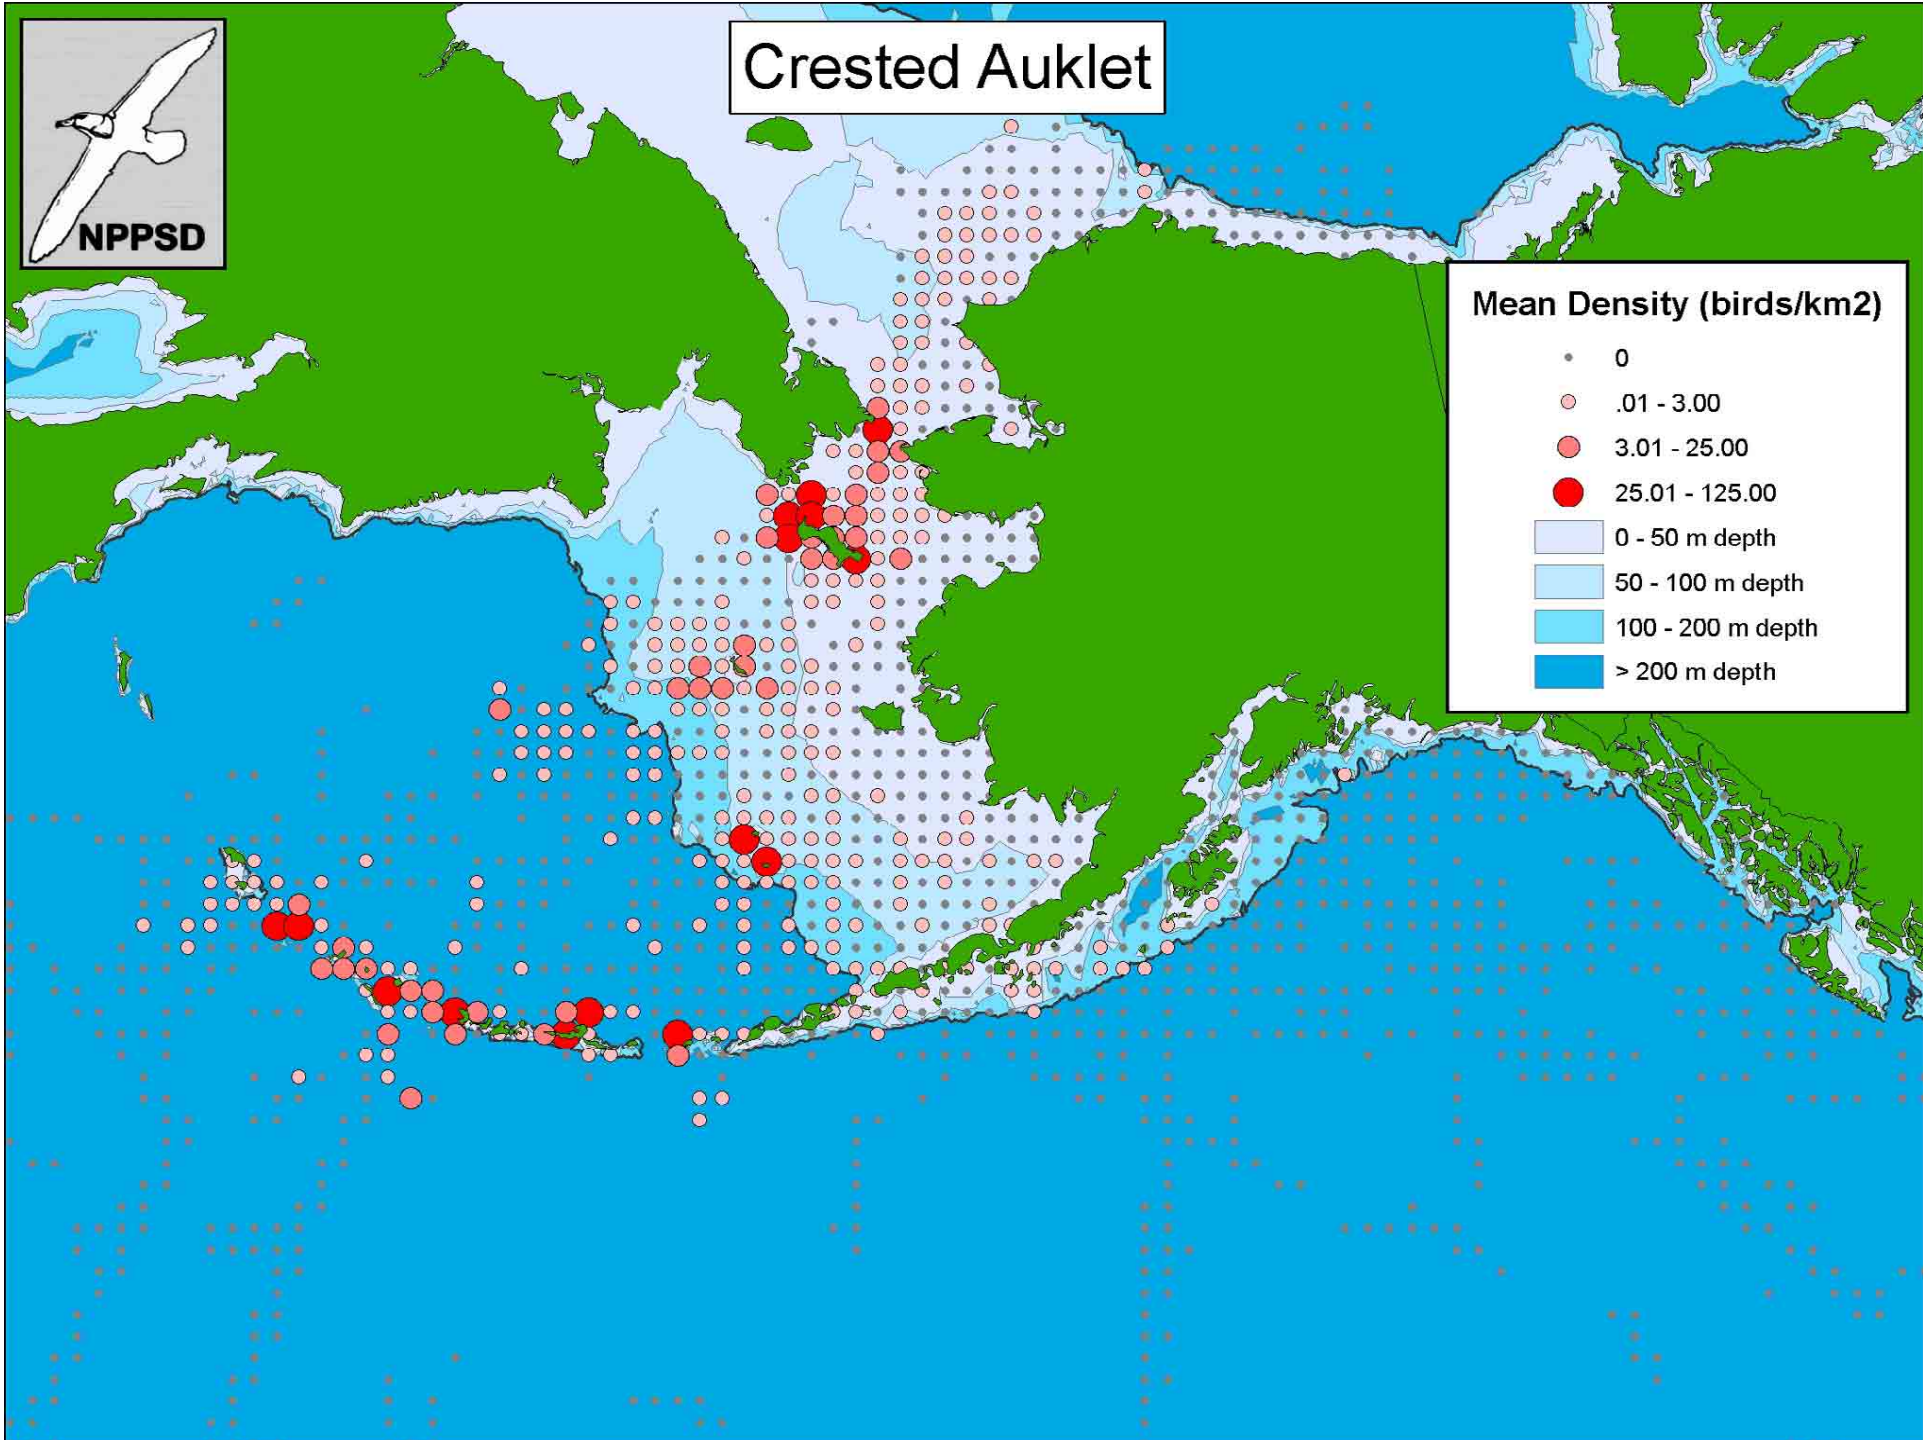 Crested Auklet
NPPSD
Mean Density (birds/km2)
0
.01 - 3.00
3.01 - 25.00
25.01 - 125.00
0 - 50 m depth
50 - 100 m depth
100 - 200 m depth
> 200 m depth